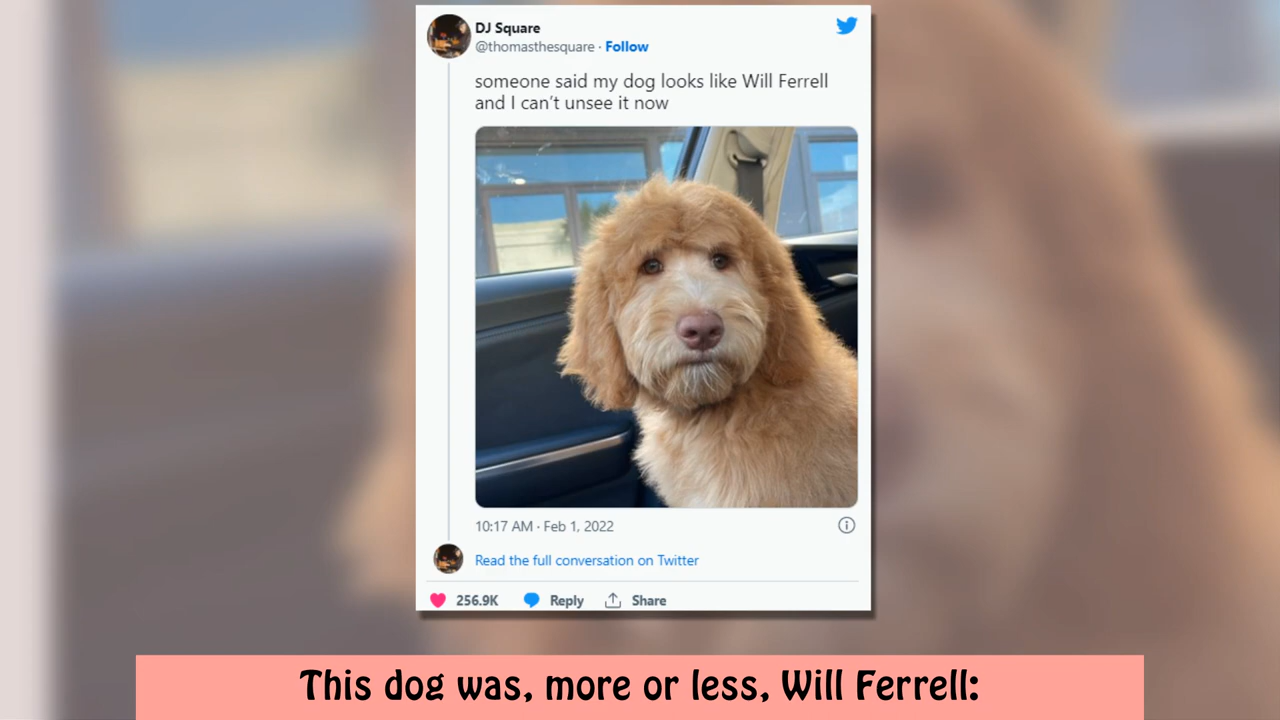 DJ Square
@thomasthesquare · Follow
someone said my dog looks like Will Ferrell
and I can’t unsee it now
10:17 AM · Feb 1, 2022
Read the full conversation on Twitter
256.9K Reply Share
This dog was, more or less, Will Ferrell: